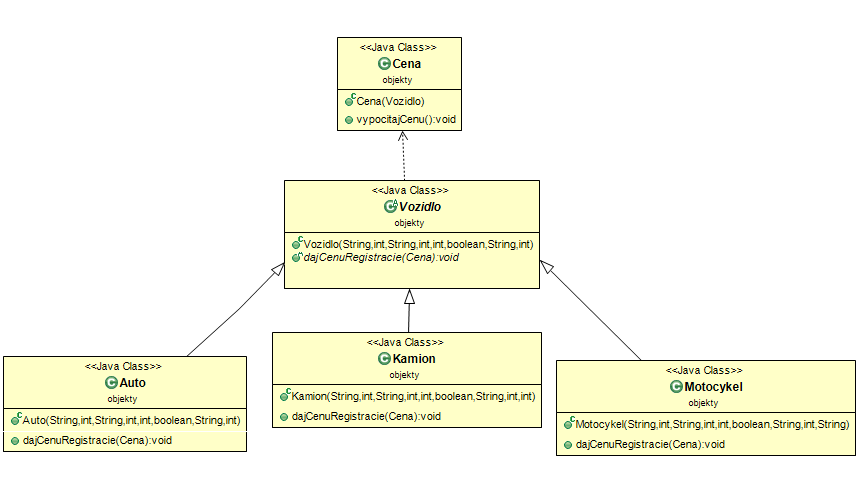 <<Java Class>>
Cena
objekty
Cena(Vozidlo)
vypocitajCenu():void
<<Java Class>>
Vozidlo
objekty
Vozidlo(String,int,String,int,int,boolean,String,int)
dajCenuRegistracie(Cena):void
<<Java Class>>
Auto
objekty
Auto(String,int,String,int,int,boolean,String,int)
dajCenuRegistracie(Cena):void
<<Java Class>>
Kamion
objekty
Kamion(String,int,String,int,int,boolean,String,int,int)
dajCenuRegistracie(Cena):void
<<Java Class>>
Motocykel
objekty
Motocykel(String,int,String,int,int,boolean,String,int,String)
dajCenuRegistracie(Cena):void